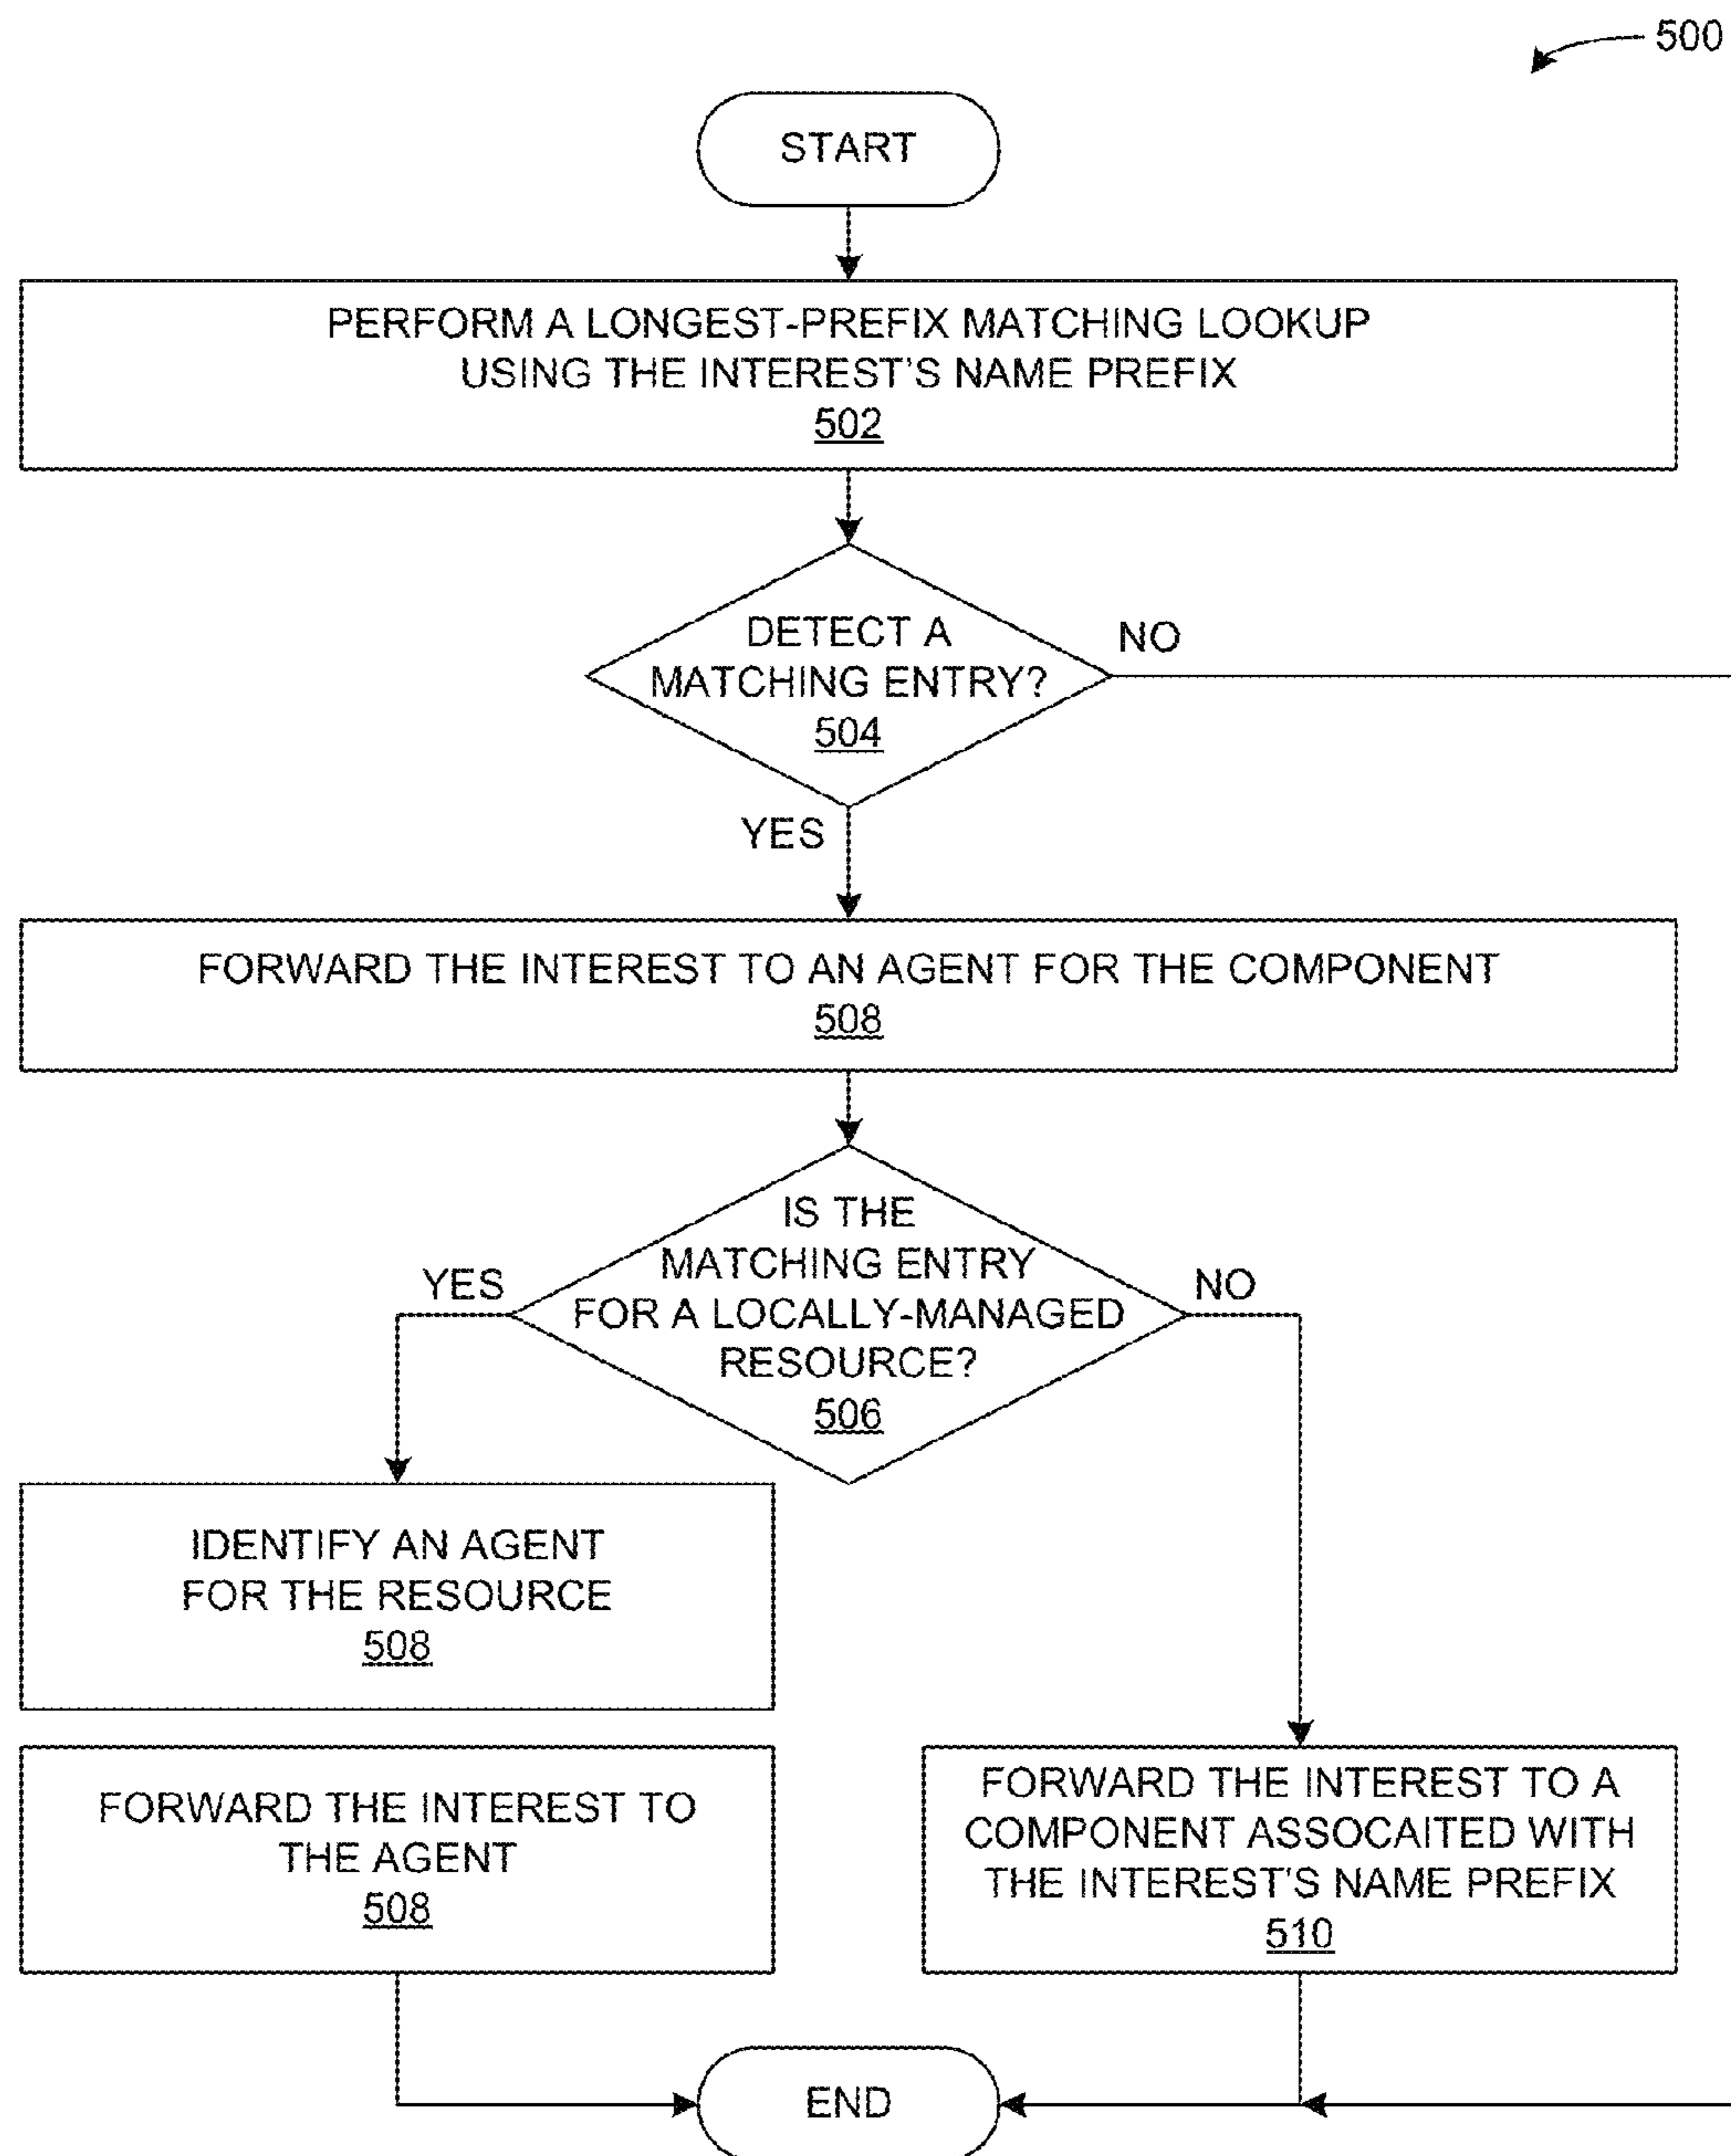 500
START
PERFORM A LONGEST-PREFIX MATCHING LOOKUP
USING THE INTEREST'S NAME PREFIX
502
DETECT A
MATCHING ENTRY?
504
NO
YES
FORWARD THE INTEREST TO AN AGENT FOR THE COMPONENT
508
IS THE
MATCHING ENTRY
FOR A LOCALLY-MANAGED
RESOURCE?
506
YES
NO
IDENTIFY AN AGENT
FOR THE RESOURCE
508
FORWARD THE INTEREST TO
THE AGENT
508
FORWARD THE INTEREST TO A
COMPONENT ASSOCAITED WITH
THE INTEREST'S NAME PREFIX
510
END